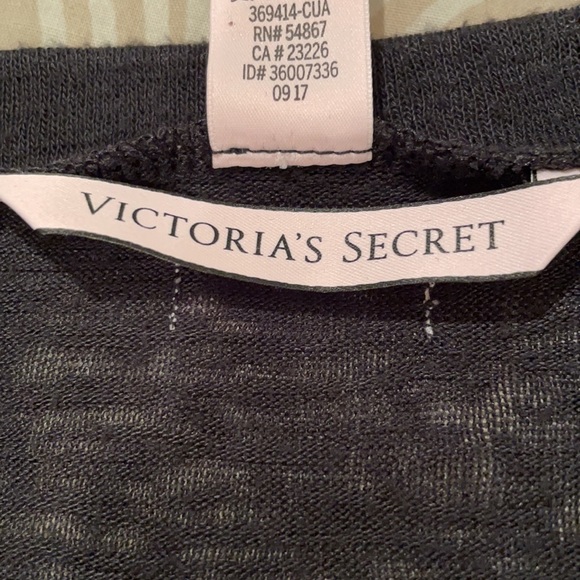 369414-CUA
RN# 54867
CA # 23226
ID# 36007336
09 17
VICTORIA'S SECRET